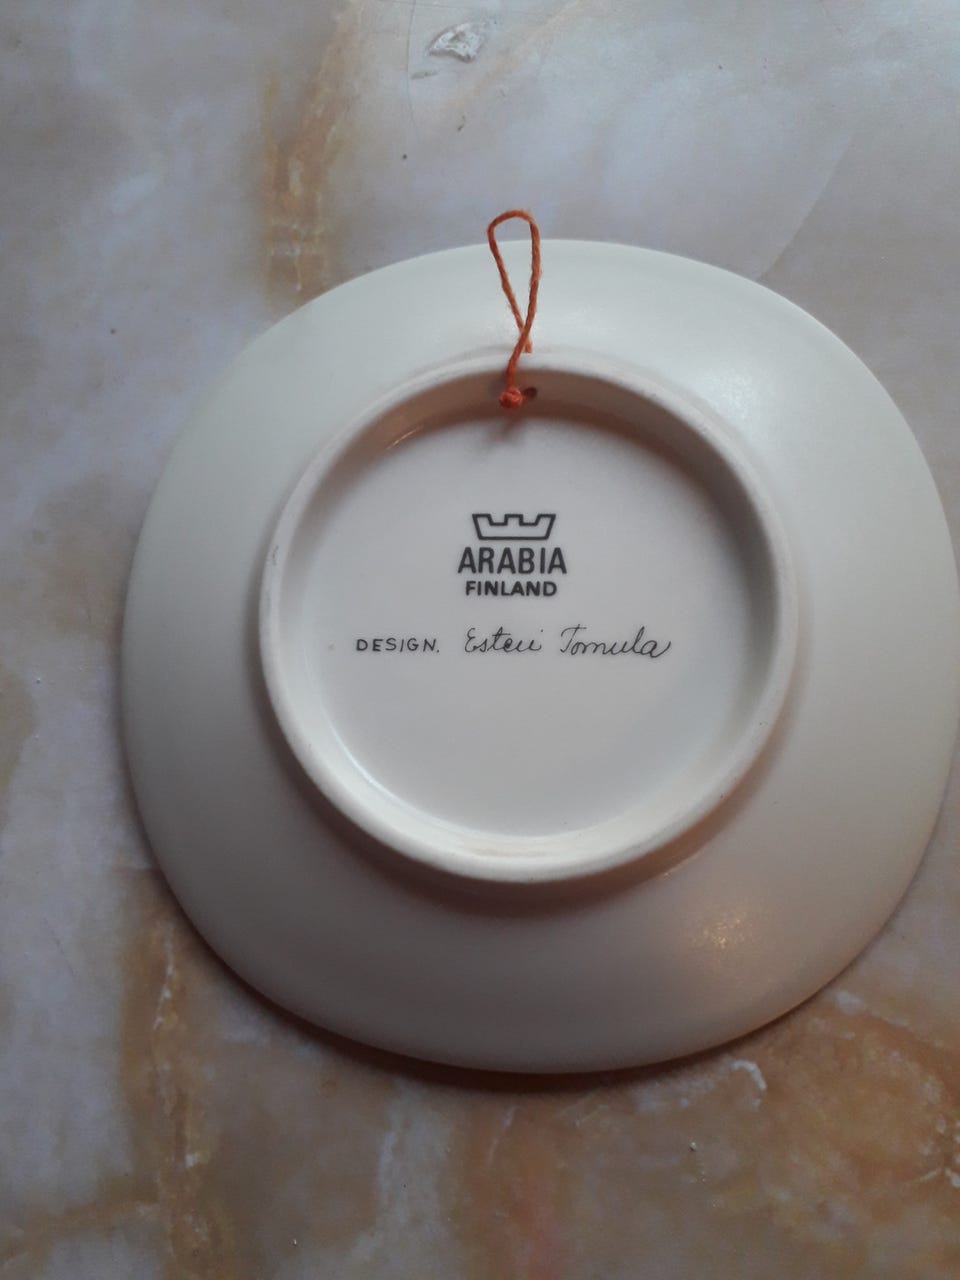 ARABIA
FINLAND
DESIGN. Esteri Tomula